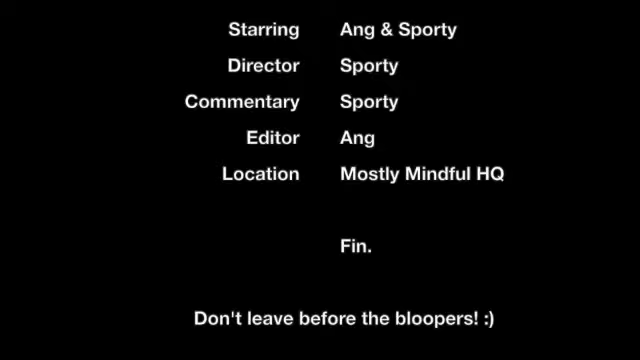 Starring Ang & Sporty
Director Sporty
Commentary Sporty
Editor Ang
Location Mostly Mindful HQ
Fin.
Don't leave before the bloopers! :)